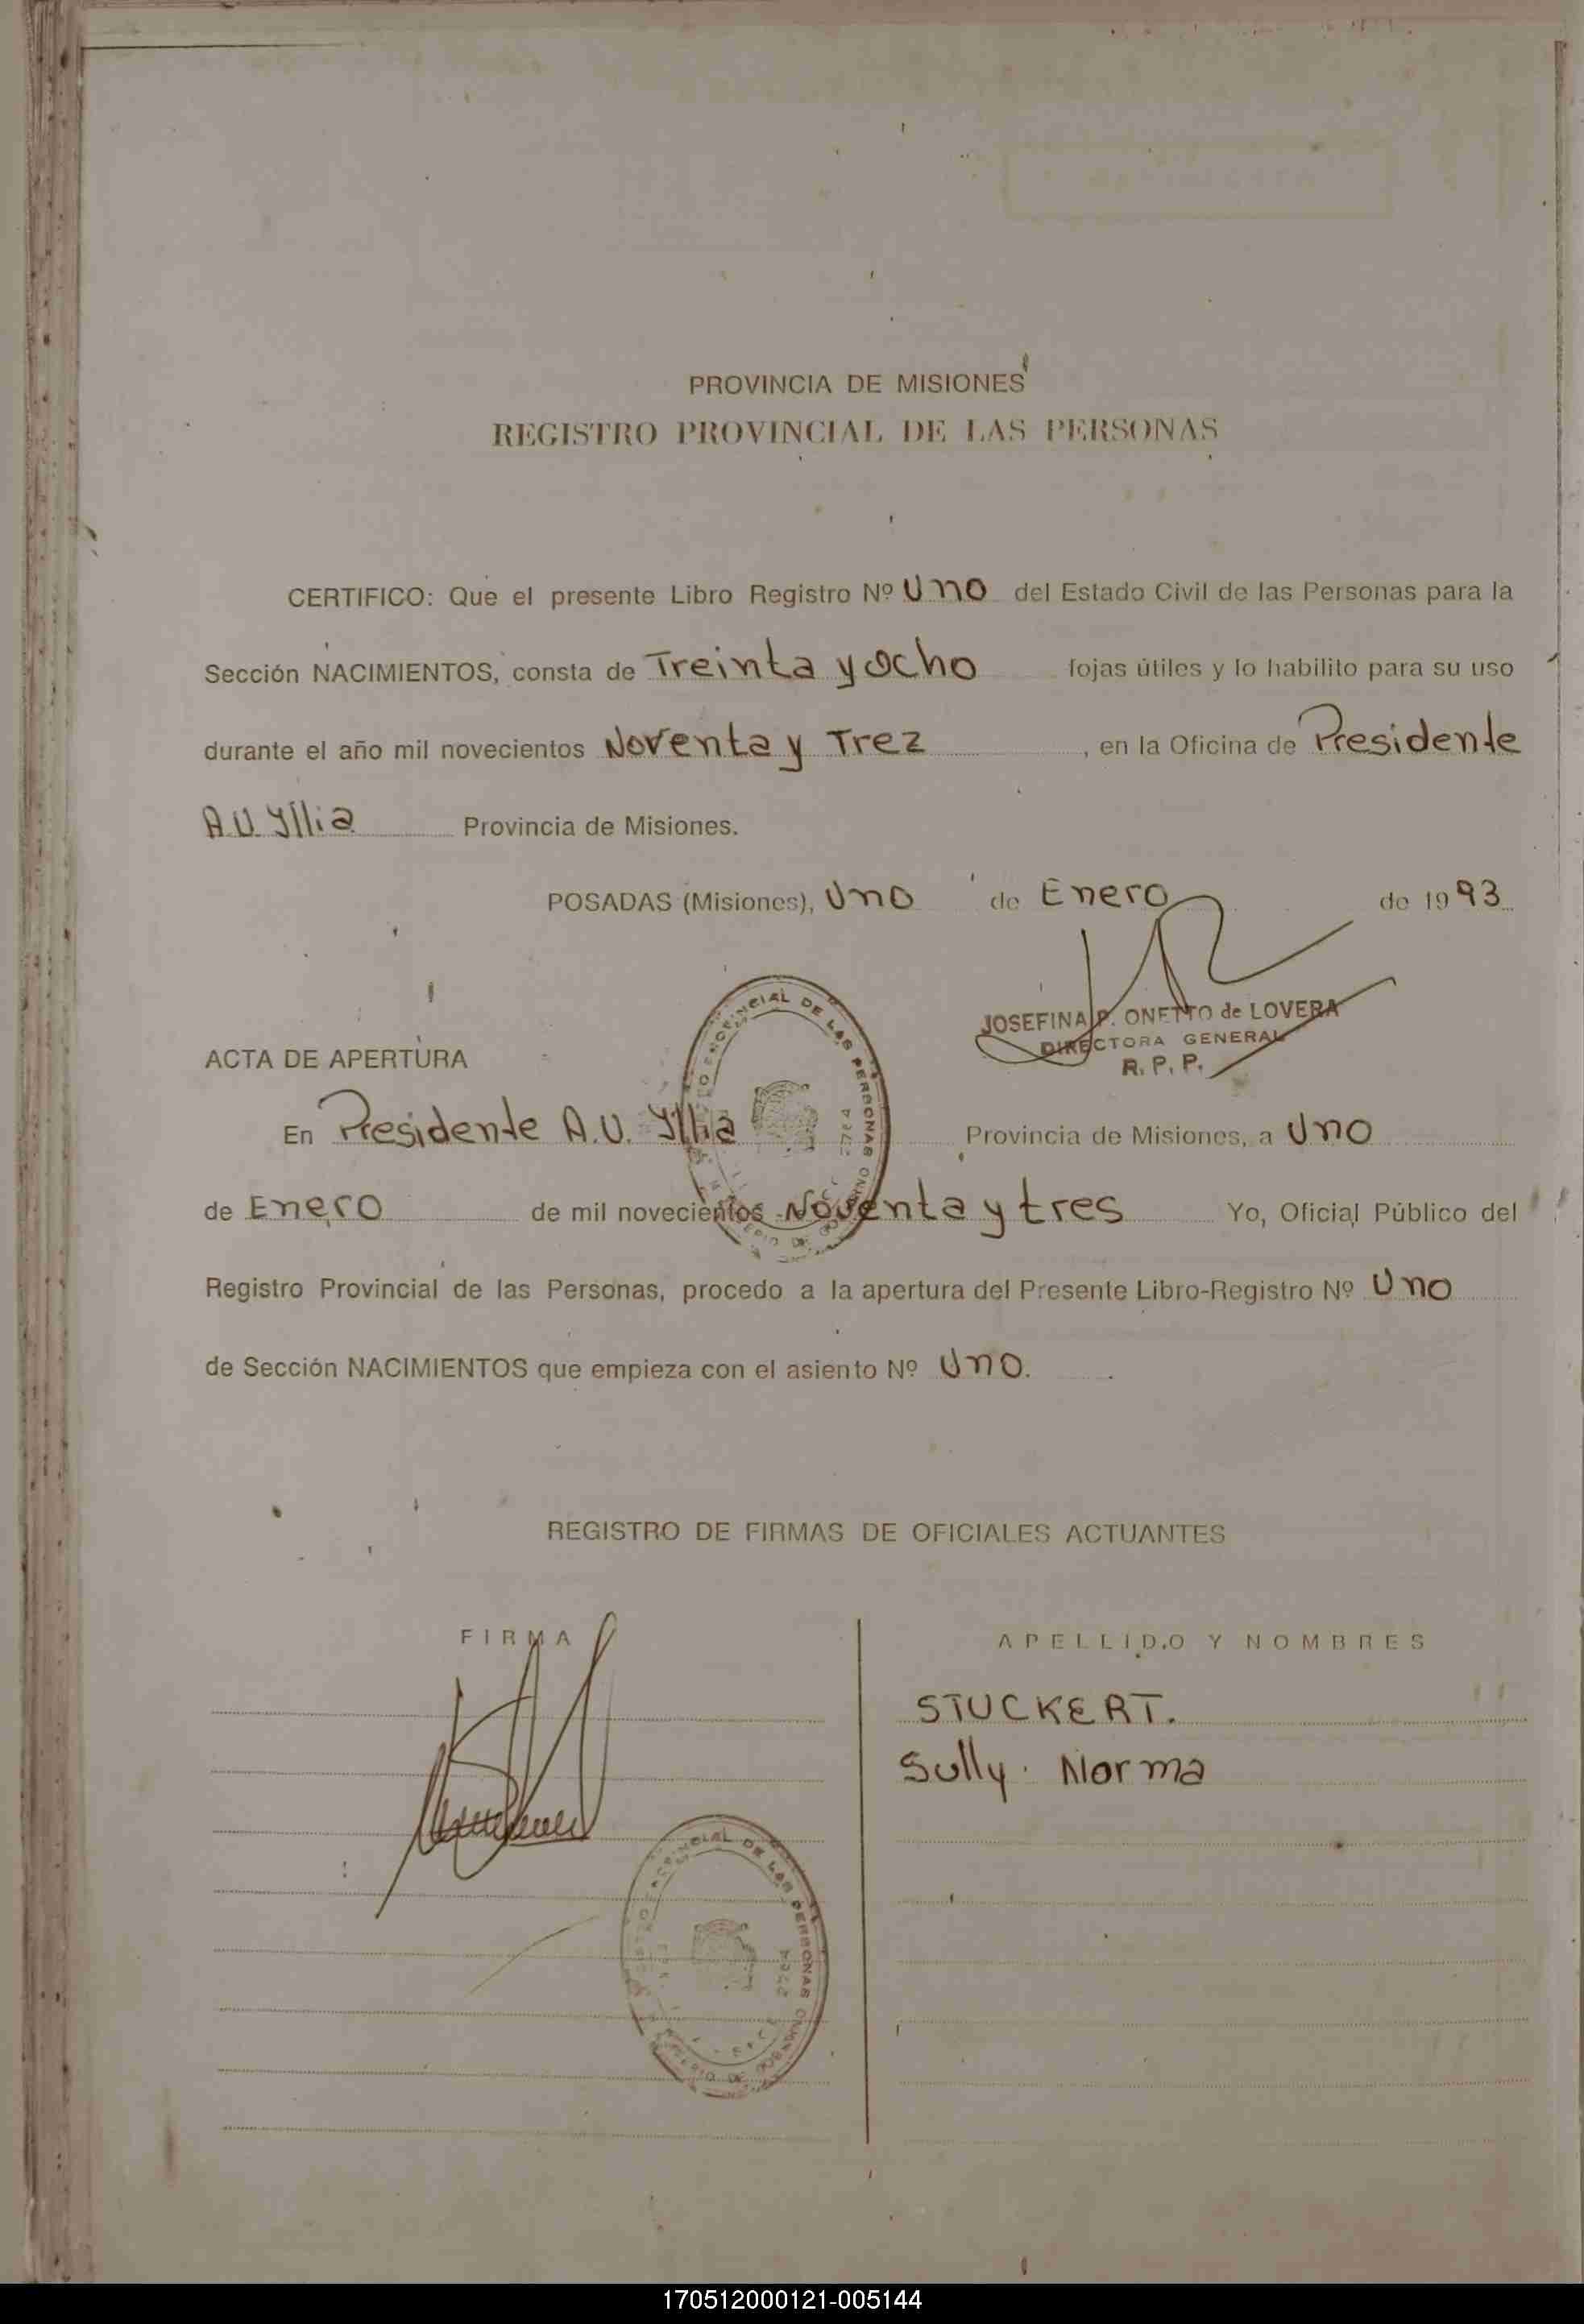 PROVINCIA DE MISIONES
REGISTRO PROVINCIAL DE LAS PERSONAS
CERTIFICO: Que el presente Libro Registro Nº Uno del Estado Civil de las Personas para la
Sección NACIMIENTOS, consta de Treinta y Ocho fojas útiles y lo habilito para su uso
durante el año mil novecientos Noventa y Trez, en la Oficina de Presidente
A.U. Yllia Provincia de Misiones.
POSADAS (Misiones), Uno de Enero de 1993
JOSEFINA P. ONETTO de LOVERA
DIRECTORA GENERAL
R. P. P.
ACTA DE APERTURA
En Presidente A.U. Yllia Provincia de Misiones, a Uno
de Enero de mil novecientos Noventa y tres Yo, Oficial Público del
Registro Provincial de las Personas, procedo a la apertura del Presente Libro-Registro Nº Uno
de Sección NACIMIENTOS que empieza con el asiento Nº Uno.
REGISTRO DE FIRMAS DE OFICIALES ACTUANTES
FIRMA APELLIDO Y NOMBRES
STUCKERT.
Sully. Norma
PROVINCIAL DE LAS PERSONAS
170512000121-005144